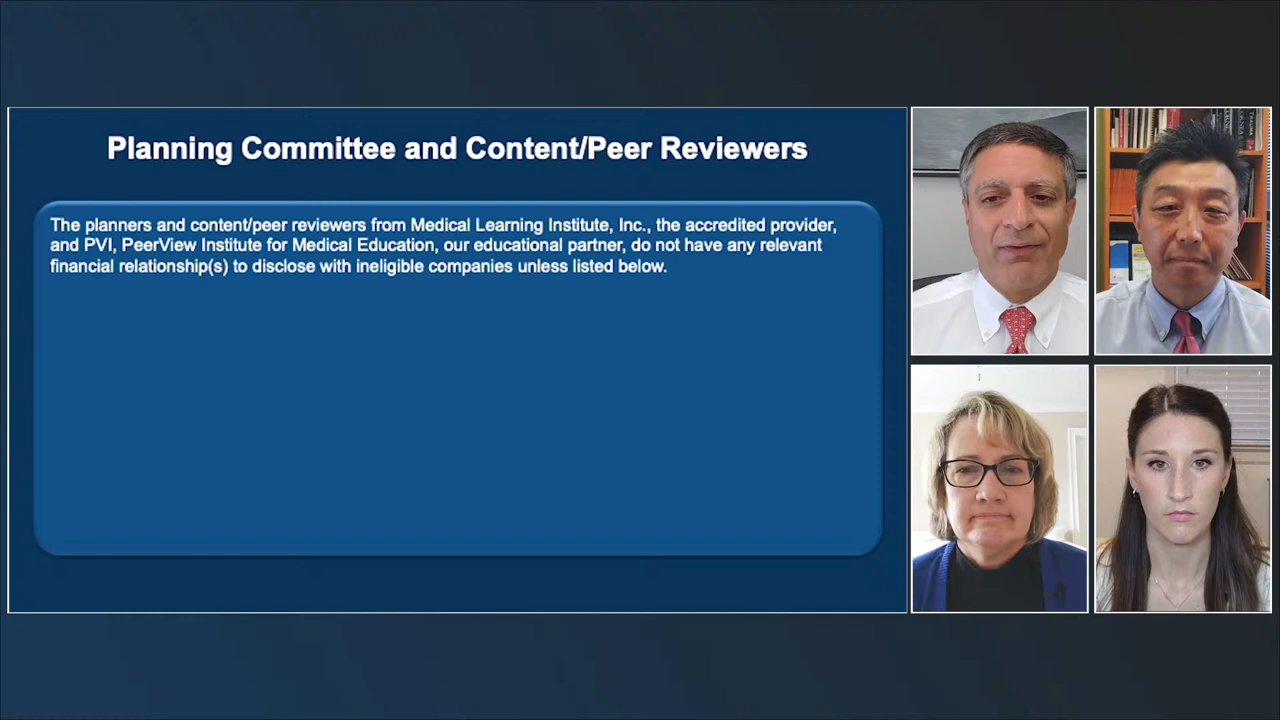 Planning Committee and Content/Peer Reviewers
The planners and content/peer reviewers from Medical Learning Institute, Inc., the accredited provider,
and PVI, PeerView Institute for Medical Education, our educational partner, do not have any relevant
financial relationship(s) to disclose with ineligible companies unless listed below.